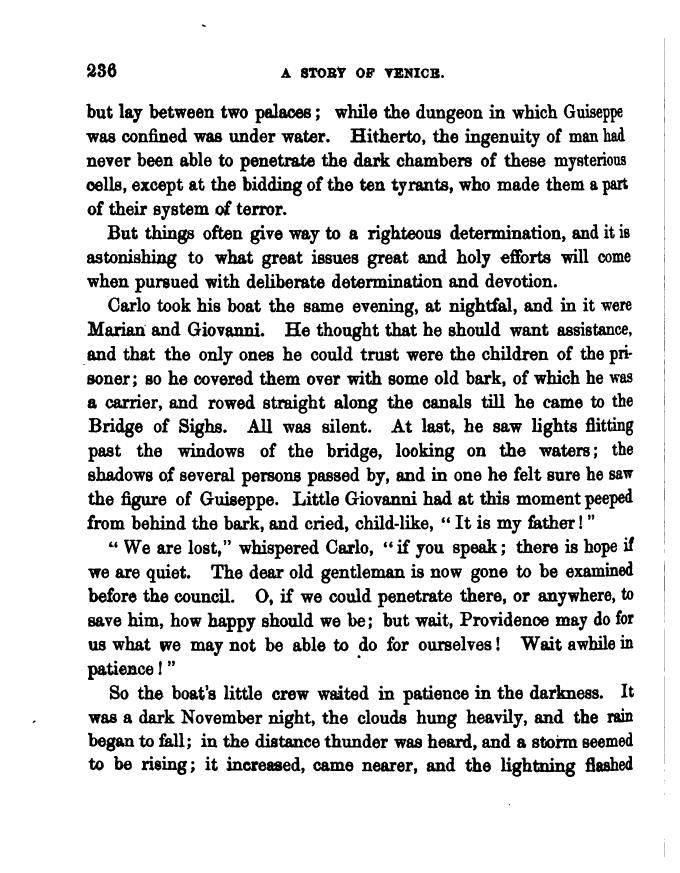 236 A STORY OF VENICE.
but lay between two palaces; while the dungeon in which Guiseppe
was confined was under water. Hitherto, the ingenuity of man had
never been able to penetrate the dark chambers of these mysterious
cells, except at the bidding of the ten tyrants, who made them a part
of their system of terror.
But things often give way to a righteous determination, and it is
astonishing to what great issues great and holy efforts will come
when pursued with deliberate determination and devotion.
Carlo took his boat the same evening, at nightfal, and in it were
Marian and Giovanni. He thought that he should want assistance,
and that the only ones he could trust were the children of the pri-
soner; so he covered them over with some old bark, of which he was
a carrier, and rowed straight along the canals till he came to the
Bridge of Sighs. All was silent. At last, he saw lights flitting
past the windows of the bridge, looking on the waters; the
shadows of several persons passed by, and in one he felt sure he saw
the figure of Guiseppe. Little Giovanni had at this moment peeped
from behind the bark, and cried, child-like, "It is my father!"
"We are lost," whispered Carlo, "if you speak; there is hope if
we are quiet. The dear old gentleman is now gone to be examined
before the council. O, if we could penetrate there, or anywhere, to
save him, how happy should we be; but wait, Providence may do for
us what we may not be able to do for ourselves! Wait awhile in
patience!"
So the boat's little crew waited in patience in the darkness. It
was a dark November night, the clouds hung heavily, and the rain
began to fall; in the distance thunder was heard, and a storm seemed
to be rising; it increased, came nearer, and the lightning flashed